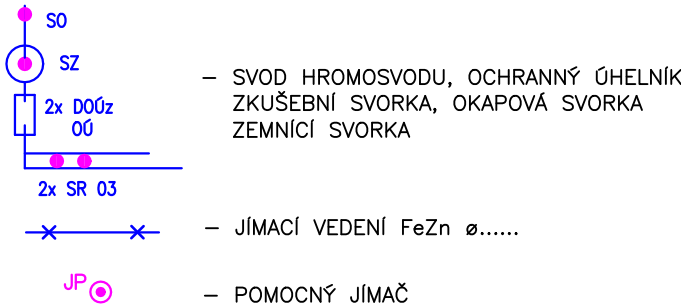 SO
SZ
2x DOÚz
OÚ
2x SR 03
– SVOD HROMOSVODU, OCHRANNÝ ÚHELNÍK
ZKUŠEBNÍ SVORKA, OKAPOVÁ SVORKA
ZEMNÍCÍ SVORKA
– JÍMACÍ VEDENÍ FeZn ø......
JP
– POMOCNÝ JÍMAČ